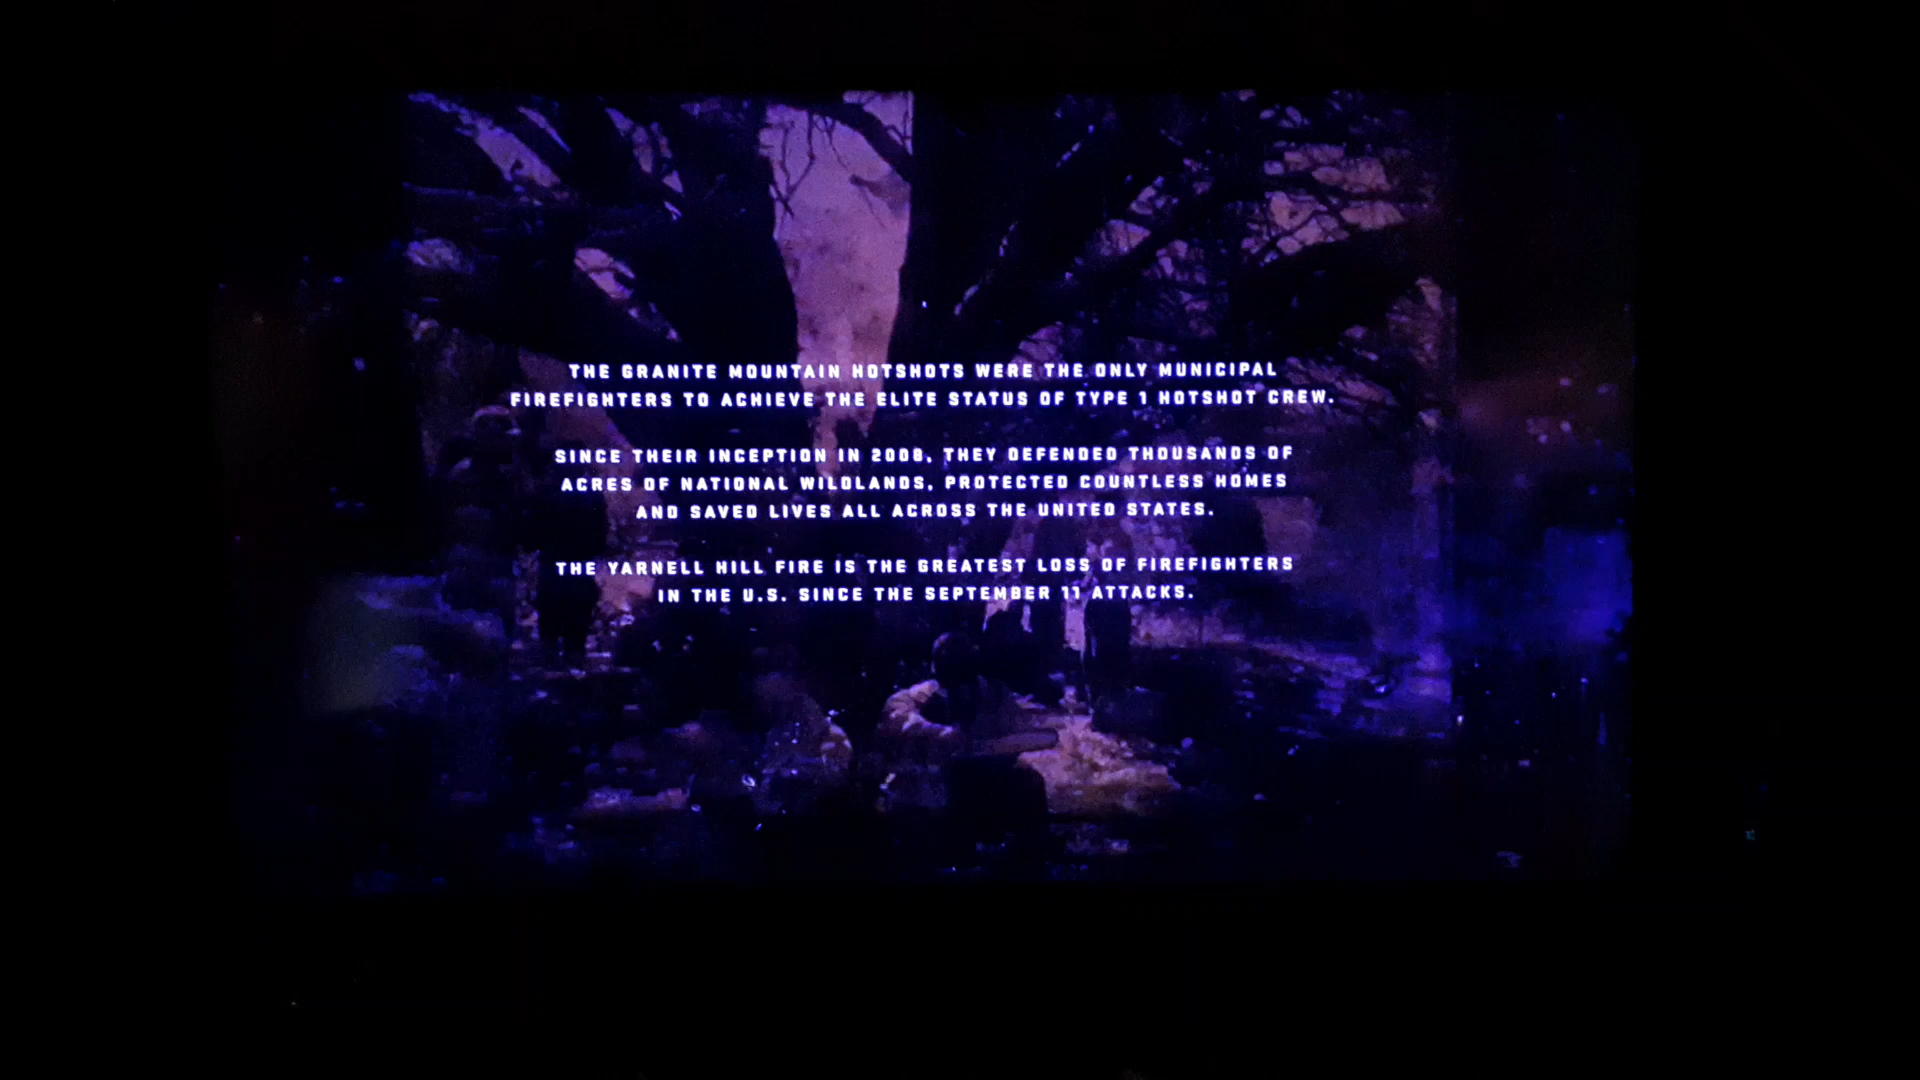 THE GRANITE MOUNTAIN HOTSHOTS WERE THE ONLY MUNICIPAL
FIREFIGHTERS TO ACHIEVE THE ELITE STATUS OF TYPE 1 HOTSHOT CREW.
SINCE THEIR INCEPTION IN 2008, THEY DEFENDED THOUSANDS OF
ACRES OF NATIONAL WILDLANDS, PROTECTED COUNTLESS HOMES
AND SAVED LIVES ALL ACROSS THE UNITED STATES.
THE YARNELL HILL FIRE IS THE GREATEST LOSS OF FIREFIGHTERS
IN THE U.S. SINCE THE SEPTEMBER 11 ATTACKS.